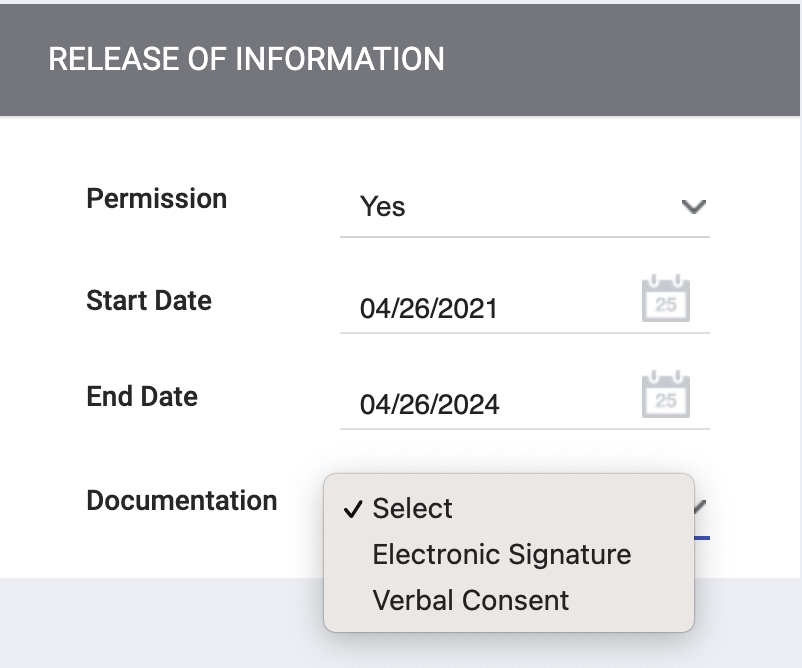 RELEASE OF INFORMATION
Permission Yes
Start Date 04/26/2021 25
End Date 04/26/2024 25
Documentation ✓ Select
Electronic Signature
Verbal Consent